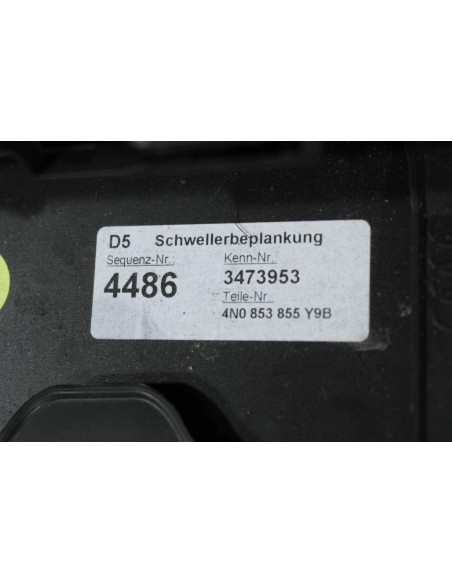 D5 Schwellerbeplankung
Sequenz-Nr.: Kenn-Nr.:
4486 3473953
Teile-Nr.:
4N0 853 855 Y9B